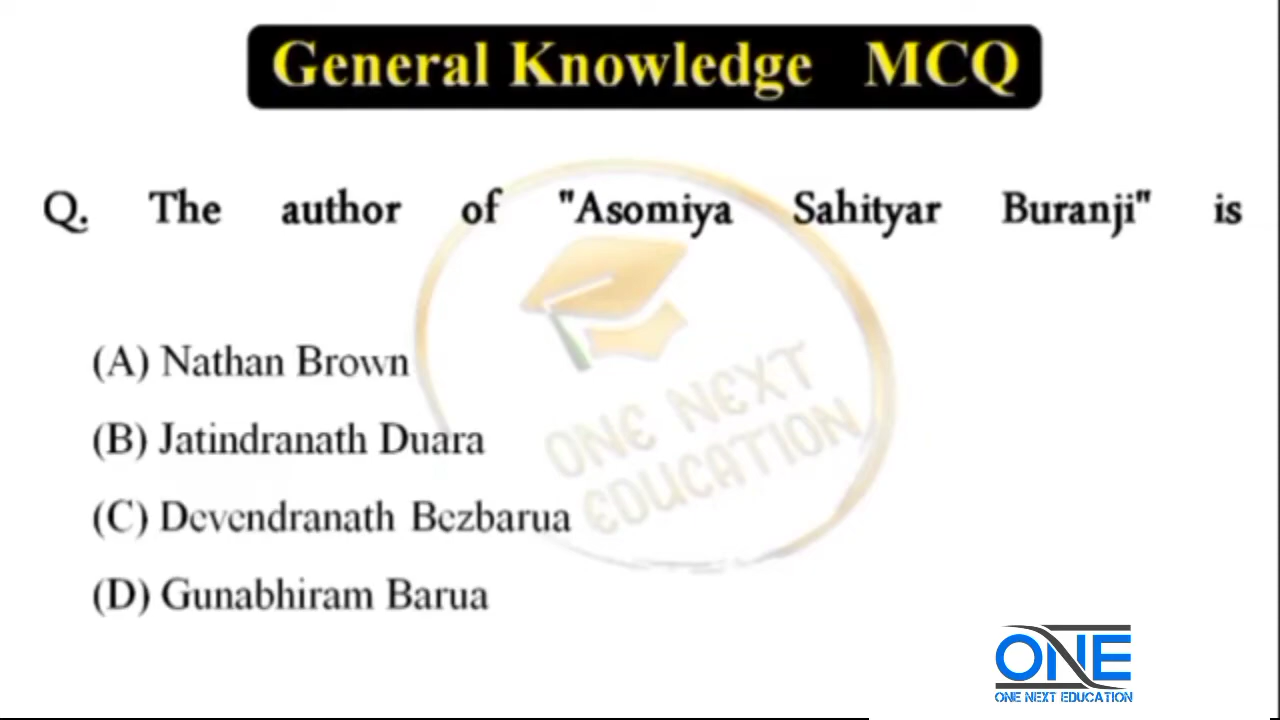 General Knowledge MCQ
Q. The author of "Asomiya Sahityar Buranji" is
(A) Nathan Brown
(B) Jatindranath Duara
(C) Devendranath Bezbarua
(D) Gunabhiram Barua
ONE NEXT
EDUCATION
ONE
ONE NEXT EDUCATION